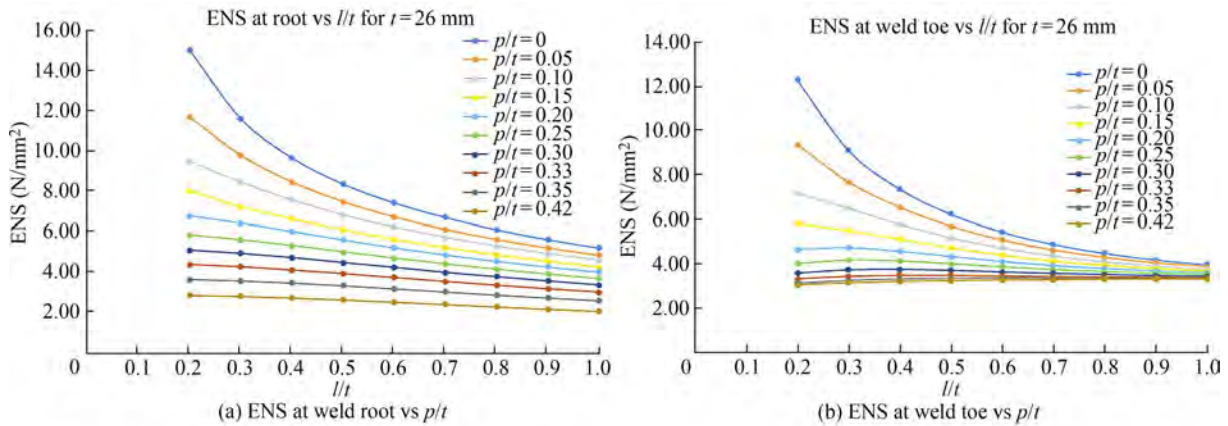 ENS at root vs l/t for t=26 mm
16.00
14.00
12.00
10.00
8.00
6.00
4.00
2.00
0
ENS (N/mm²)
p/t=0
p/t=0.05
p/t=0.10
p/t=0.15
p/t=0.20
p/t=0.25
p/t=0.30
p/t=0.33
p/t=0.35
p/t=0.42
0 0.1 0.2 0.3 0.4 0.5 0.6 0.7 0.8 0.9 1.0
l/t
(a) ENS at weld root vs p/t
ENS at weld toe vs l/t for t=26 mm
14.00
12.00
10.00
8.00
6.00
4.00
2.00
ENS (N/mm²)
p/t=0
p/t=0.05
p/t=0.10
p/t=0.15
p/t=0.20
p/t=0.25
p/t=0.30
p/t=0.33
p/t=0.35
p/t=0.42
0 0.1 0.2 0.3 0.4 0.5 0.6 0.7 0.8 0.9 1.0
l/t
(b) ENS at weld toe vs p/t